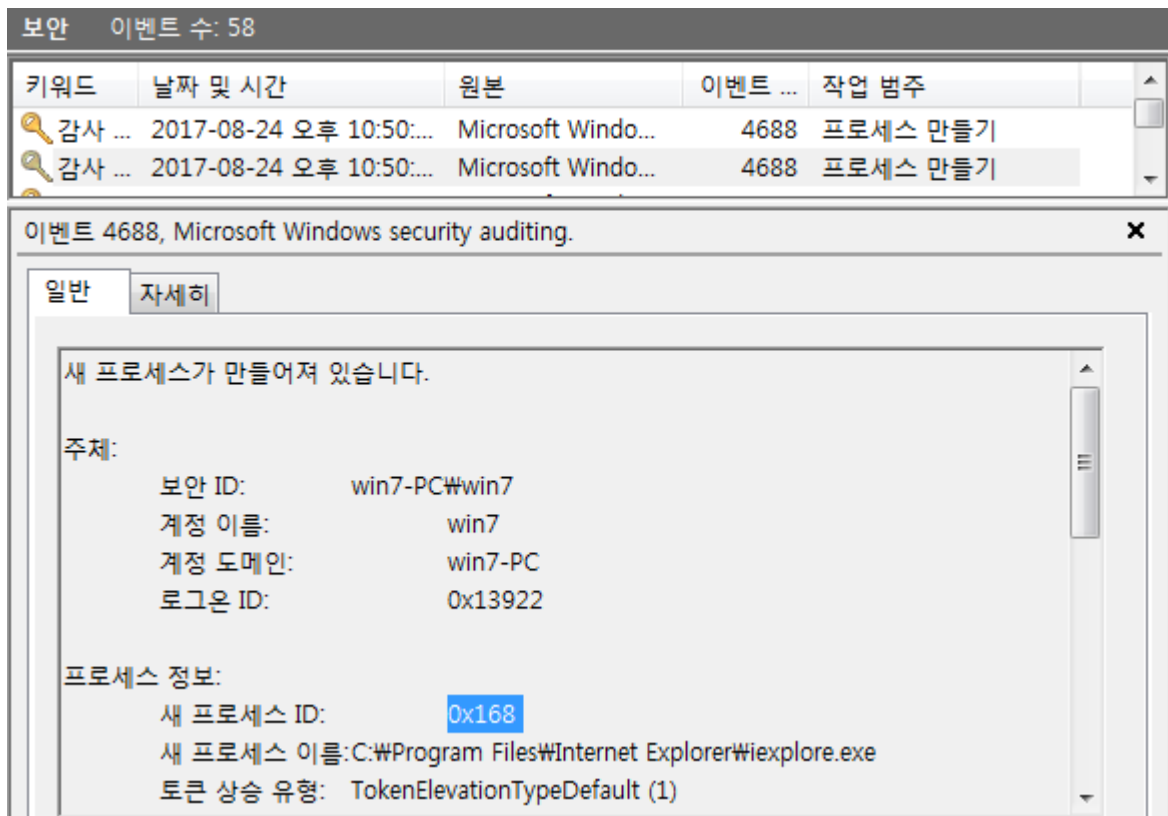 보안 이벤트 수: 58
키워드 날짜 및 시간 원본 이벤트 ... 작업 범주
감사 ... 2017-08-24 오후 10:50:... Microsoft Windo... 4688 프로세스 만들기
감사 ... 2017-08-24 오후 10:50:... Microsoft Windo... 4688 프로세스 만들기
이벤트 4688, Microsoft Windows security auditing.
일반 자세히
새 프로세스가 만들어져 있습니다.
주체:
보안 ID: win7-PC₩win7
계정 이름: win7
계정 도메인: win7-PC
로그온 ID: 0x13922
프로세스 정보:
새 프로세스 ID: 0x168
새 프로세스 이름:C:₩Program Files₩Internet Explorer₩iexplore.exe
토큰 상승 유형: TokenElevationTypeDefault (1)